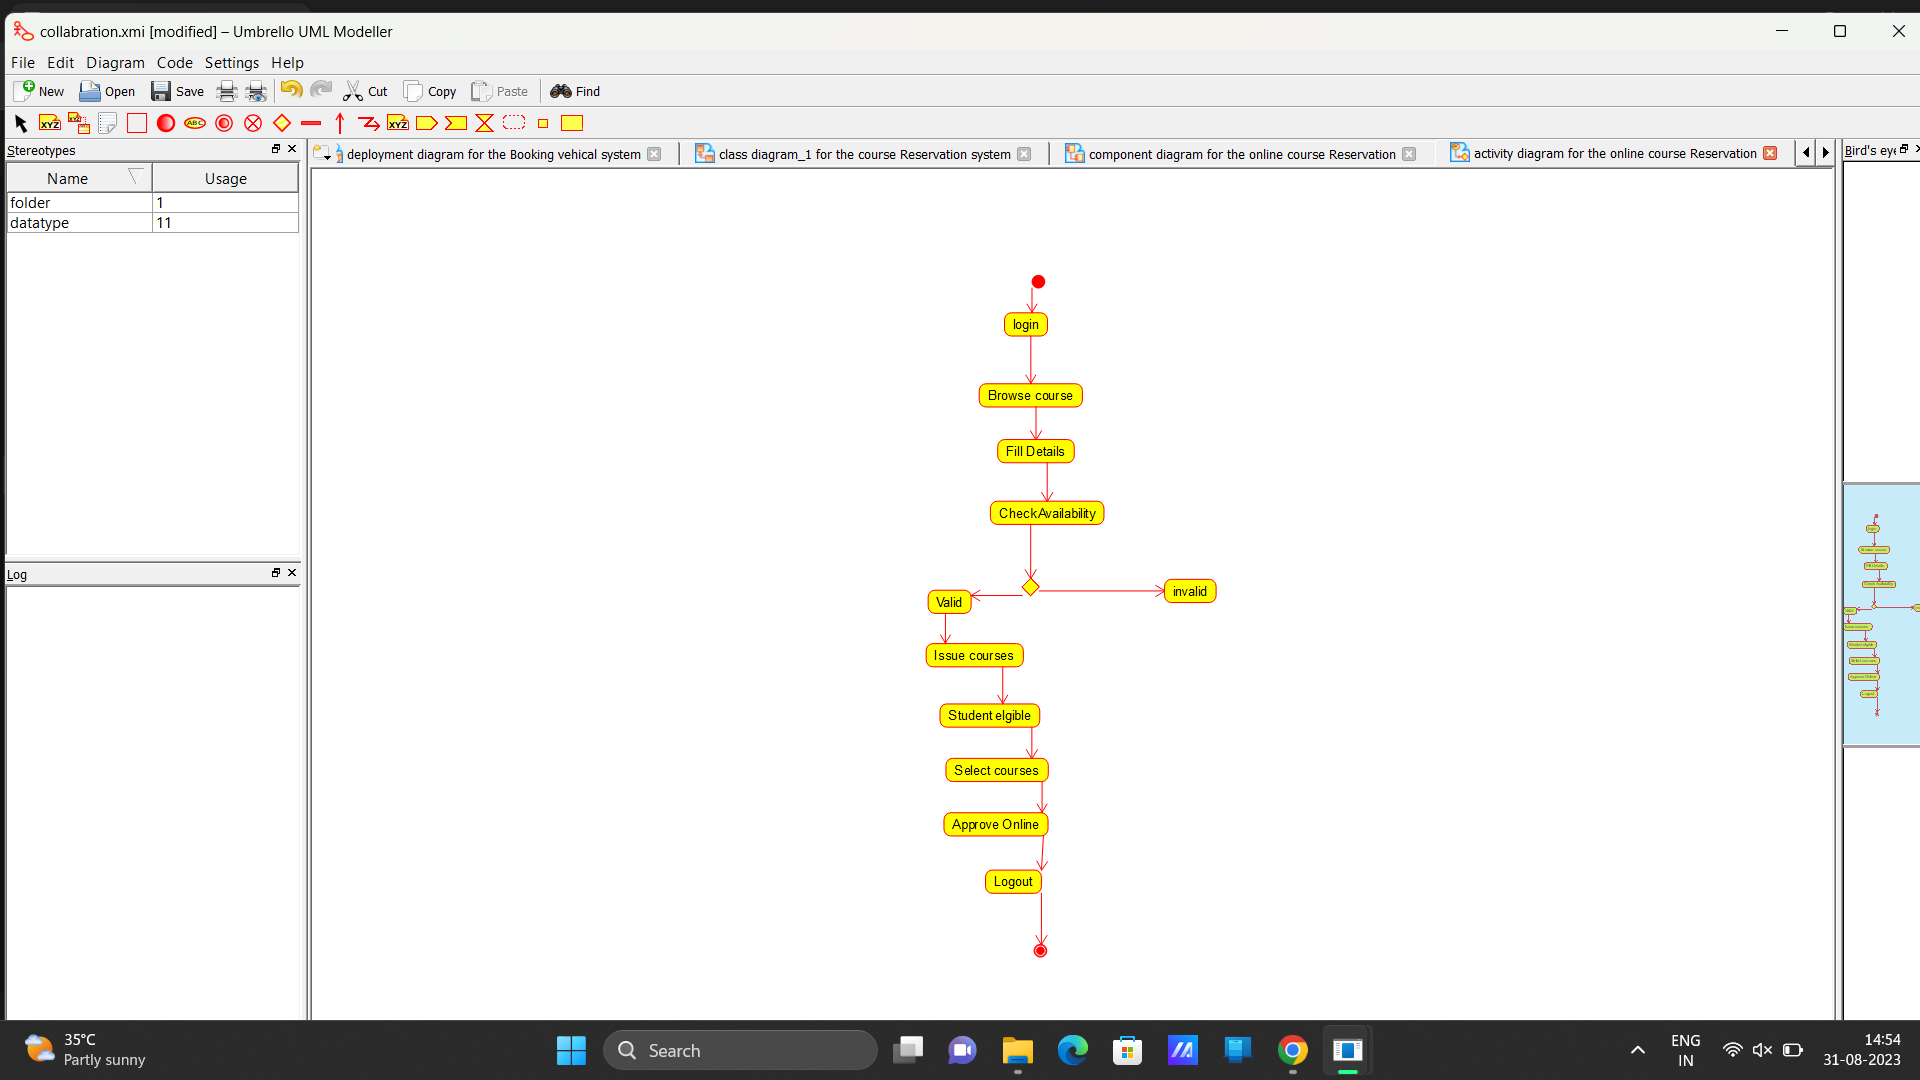 collabration.xmi [modified] – Umbrello UML Modeller
File Edit Diagram Code Settings Help
New Open Save Cut Copy Paste Find
XYZ XYZ ABC XYZ
Stereotypes
Name Usage
folder 1
datatype 11
Log
deployment diagram for the Booking vehical system
class diagram_1 for the course Reservation system
component diagram for the online course Reservation
activity diagram for the online course Reservation
Bird's eye
login
Browse course
Fill Details
CheckAvailability
Valid
invalid
Issue courses
Student elgible
Select courses
Approve Online
Logout
35°C
Partly sunny
Search
ENG
IN
14:54
31-08-2023